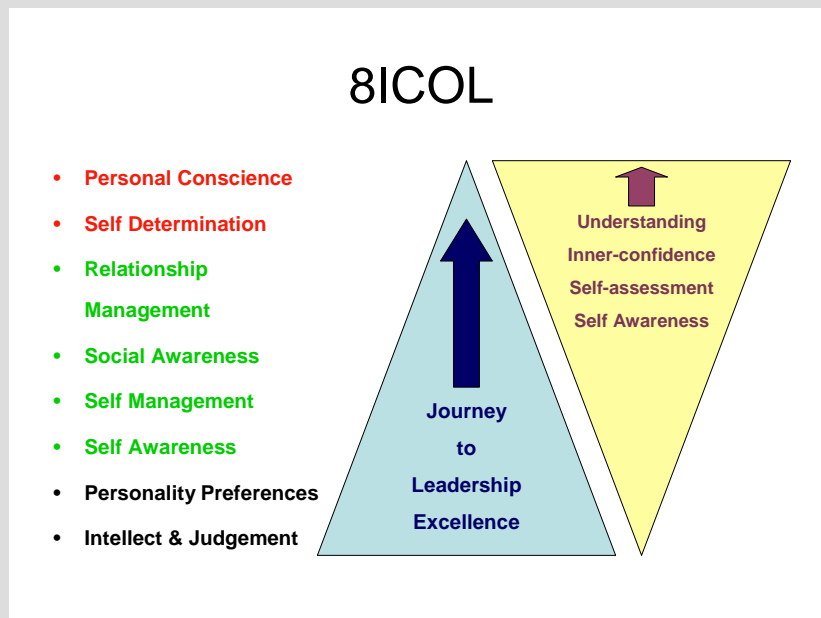 8ICOL
• Personal Conscience
• Self Determination
• Relationship
Management
• Social Awareness
• Self Management
• Self Awareness
• Personality Preferences
• Intellect & Judgement
Journey
to
Leadership
Excellence
Understanding
Inner-confidence
Self-assessment
Self Awareness